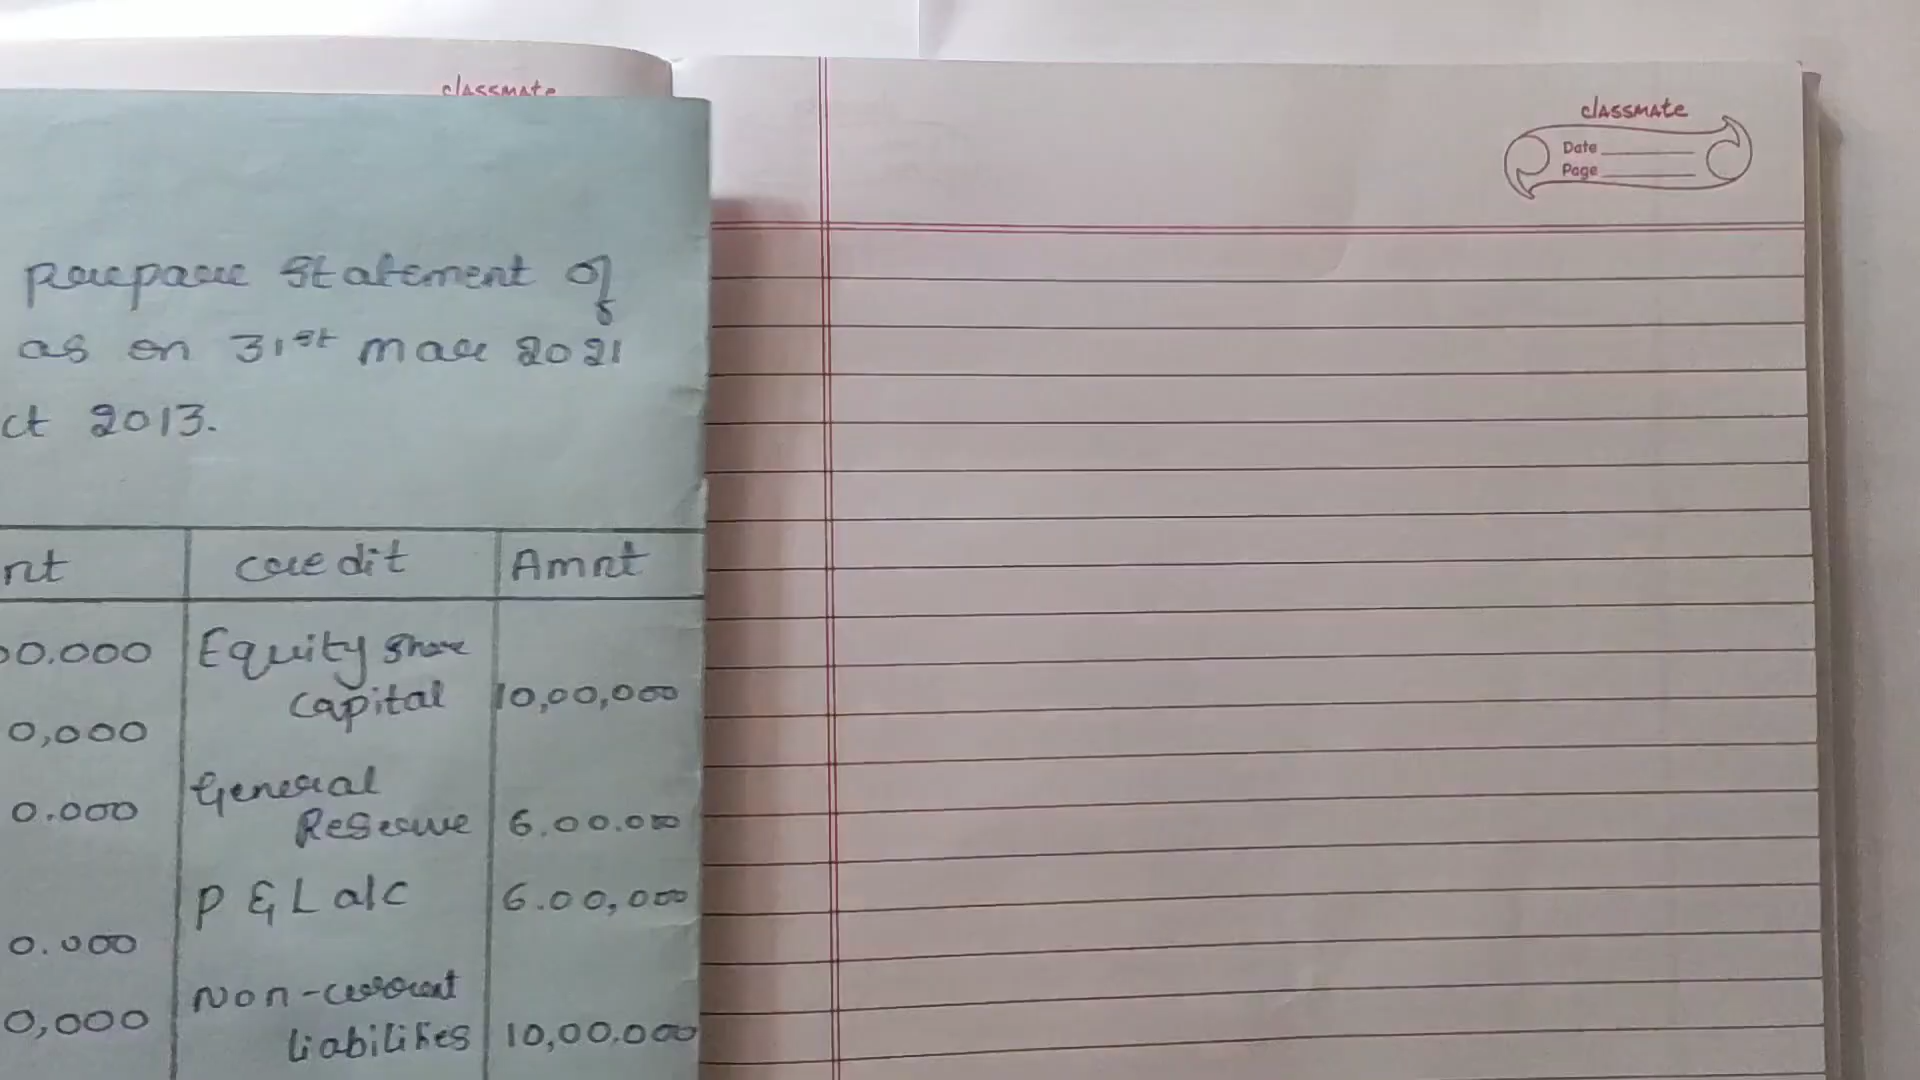 classmate
classmate
Date
Page
prepare Statement of
as on 31st mar 2021
ct 2013.
nt credit Amnt
00.000 Equity share
capital 10,00,000
0,000
General
0.000 Reserve 6.00.000
P & L a/c 6.00,000
0.000
Non-current
0,000 liabilities 10,00.000